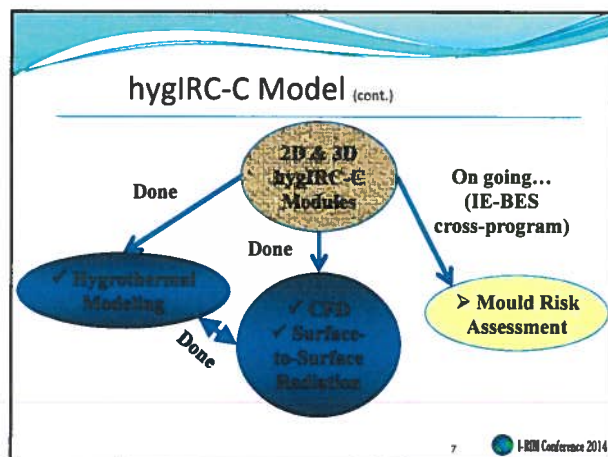 hygIRC-C Model (cont.)
2D & 3D
hygIRC-C
Modules
Done
Done
On going...
(IE-BES
cross-program)
✓ Hygrothermal
Modeling
Done
✓ CFD
✓ Surface-
to-Surface
Radiation
➢ Mould Risk
Assessment
7
I-RIM Conference 2014